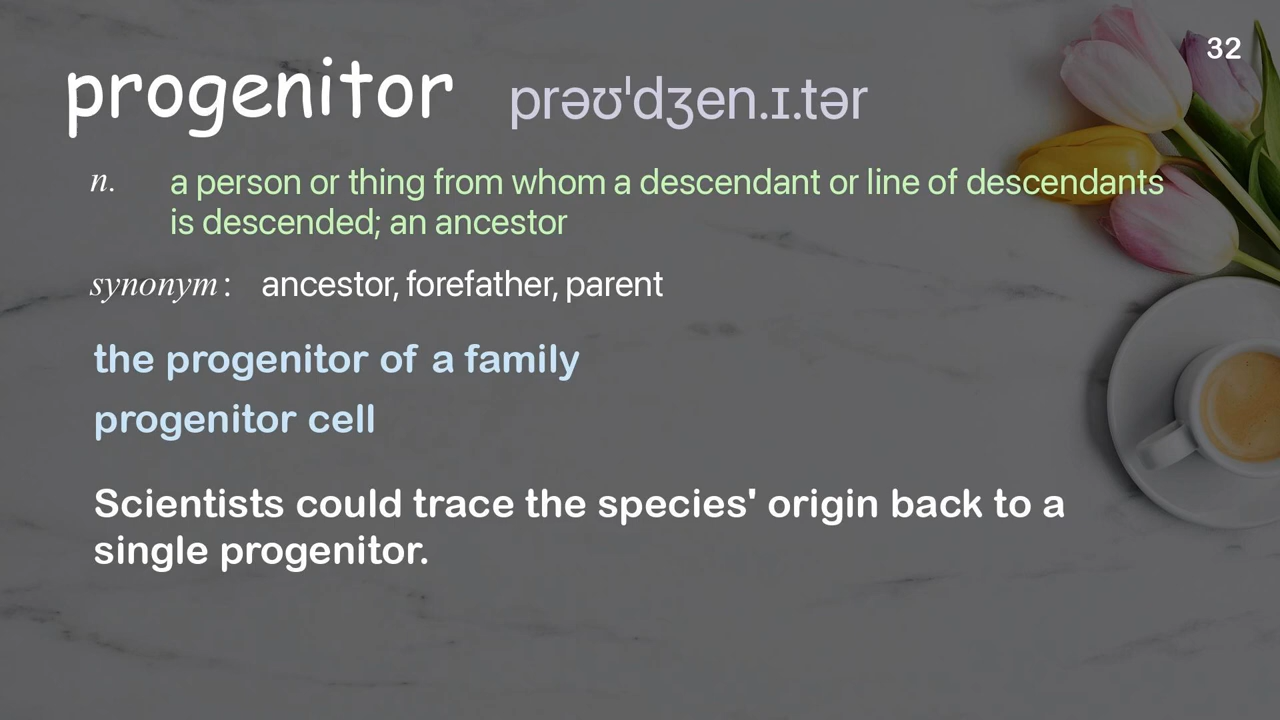 32
progenitor prəʊˈdʒen.ɪ.tər
n. a person or thing from whom a descendant or line of descendants
is descended; an ancestor
synonym: ancestor, forefather, parent
the progenitor of a family
progenitor cell
Scientists could trace the species' origin back to a
single progenitor.